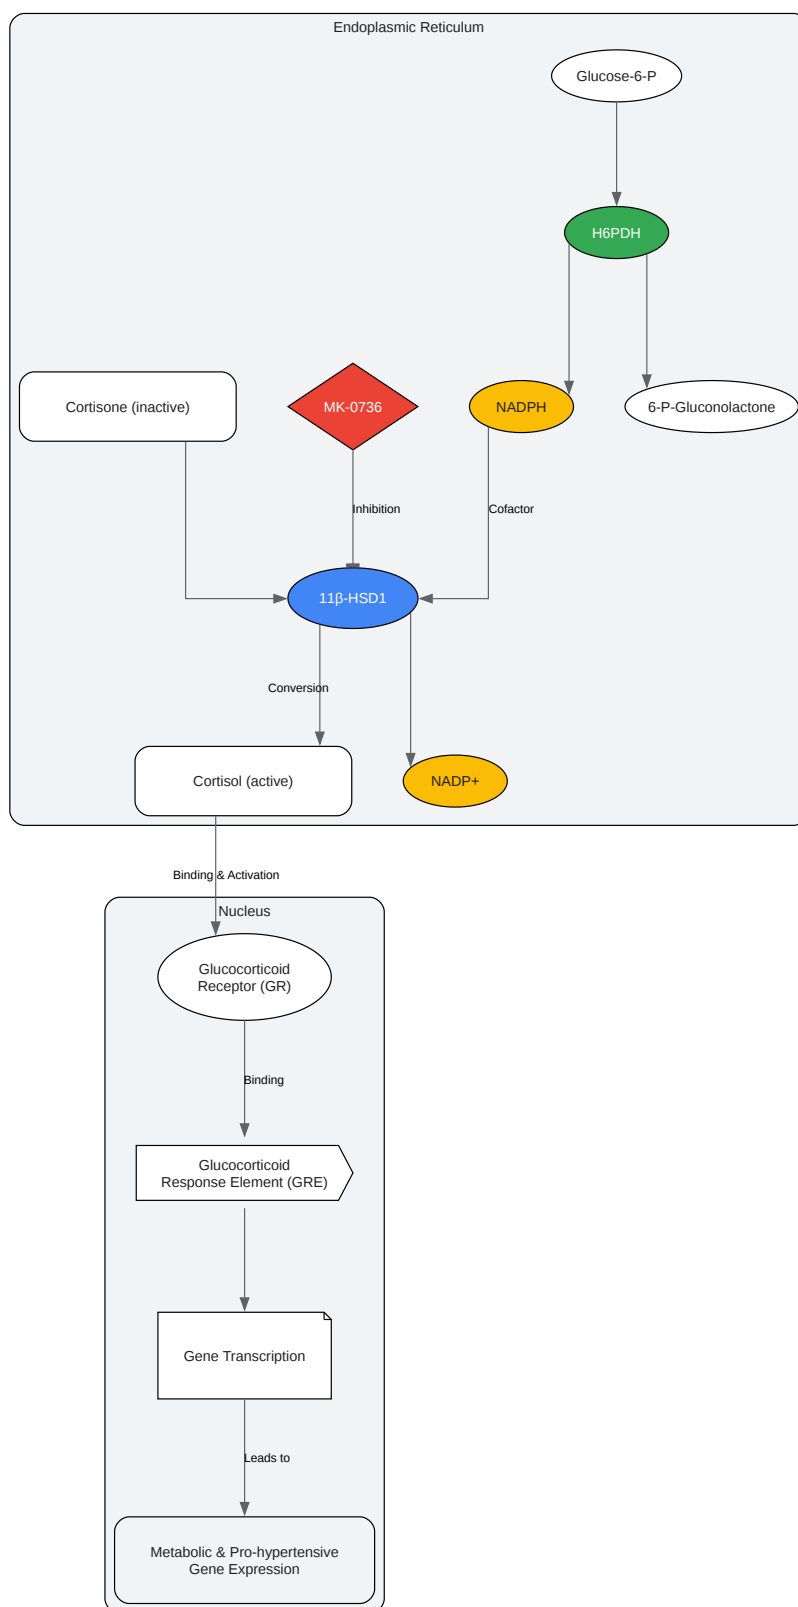 Endoplasmic Reticulum
Glucose-6-P
H6PDH
Cortisone (inactive)
MK-0736
NADPH
6-P-Gluconolactone
Inhibition
Cofactor
11β-HSD1
Conversion
Cortisol (active)
NADP+
Binding & Activation
Nucleus
Glucocorticoid
Receptor (GR)
Binding
Glucocorticoid
Response Element (GRE)
Gene Transcription
Leads to
Metabolic & Pro-hypertensive
Gene Expression